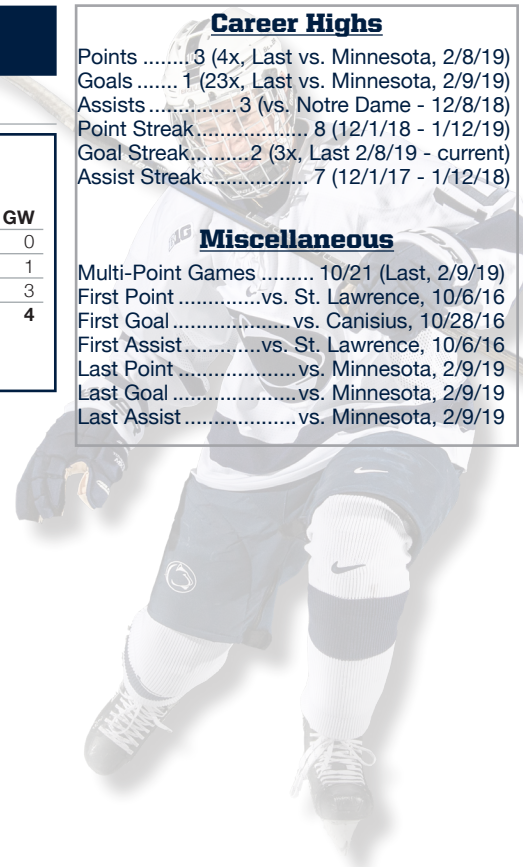 GW
0
1
3
4
Career Highs
Points ........ 3 (4x, Last vs. Minnesota, 2/8/19)
Goals ....... 1 (23x, Last vs. Minnesota, 2/9/19)
Assists ............... 3 (vs. Notre Dame - 12/8/18)
Point Streak .................. 8 (12/1/18 - 1/12/19)
Goal Streak .......... 2 (3x, Last 2/8/19 - current)
Assist Streak .................. 7 (12/1/17 - 1/12/18)
Miscellaneous
Multi-Point Games ......... 10/21 (Last, 2/9/19)
First Point ............. vs. St. Lawrence, 10/6/16
First Goal .................... vs. Canisius, 10/28/16
First Assist ............. vs. St. Lawrence, 10/6/16
Last Point ................... vs. Minnesota, 2/9/19
Last Goal .................... vs. Minnesota, 2/9/19
Last Assist ................... vs. Minnesota, 2/9/19